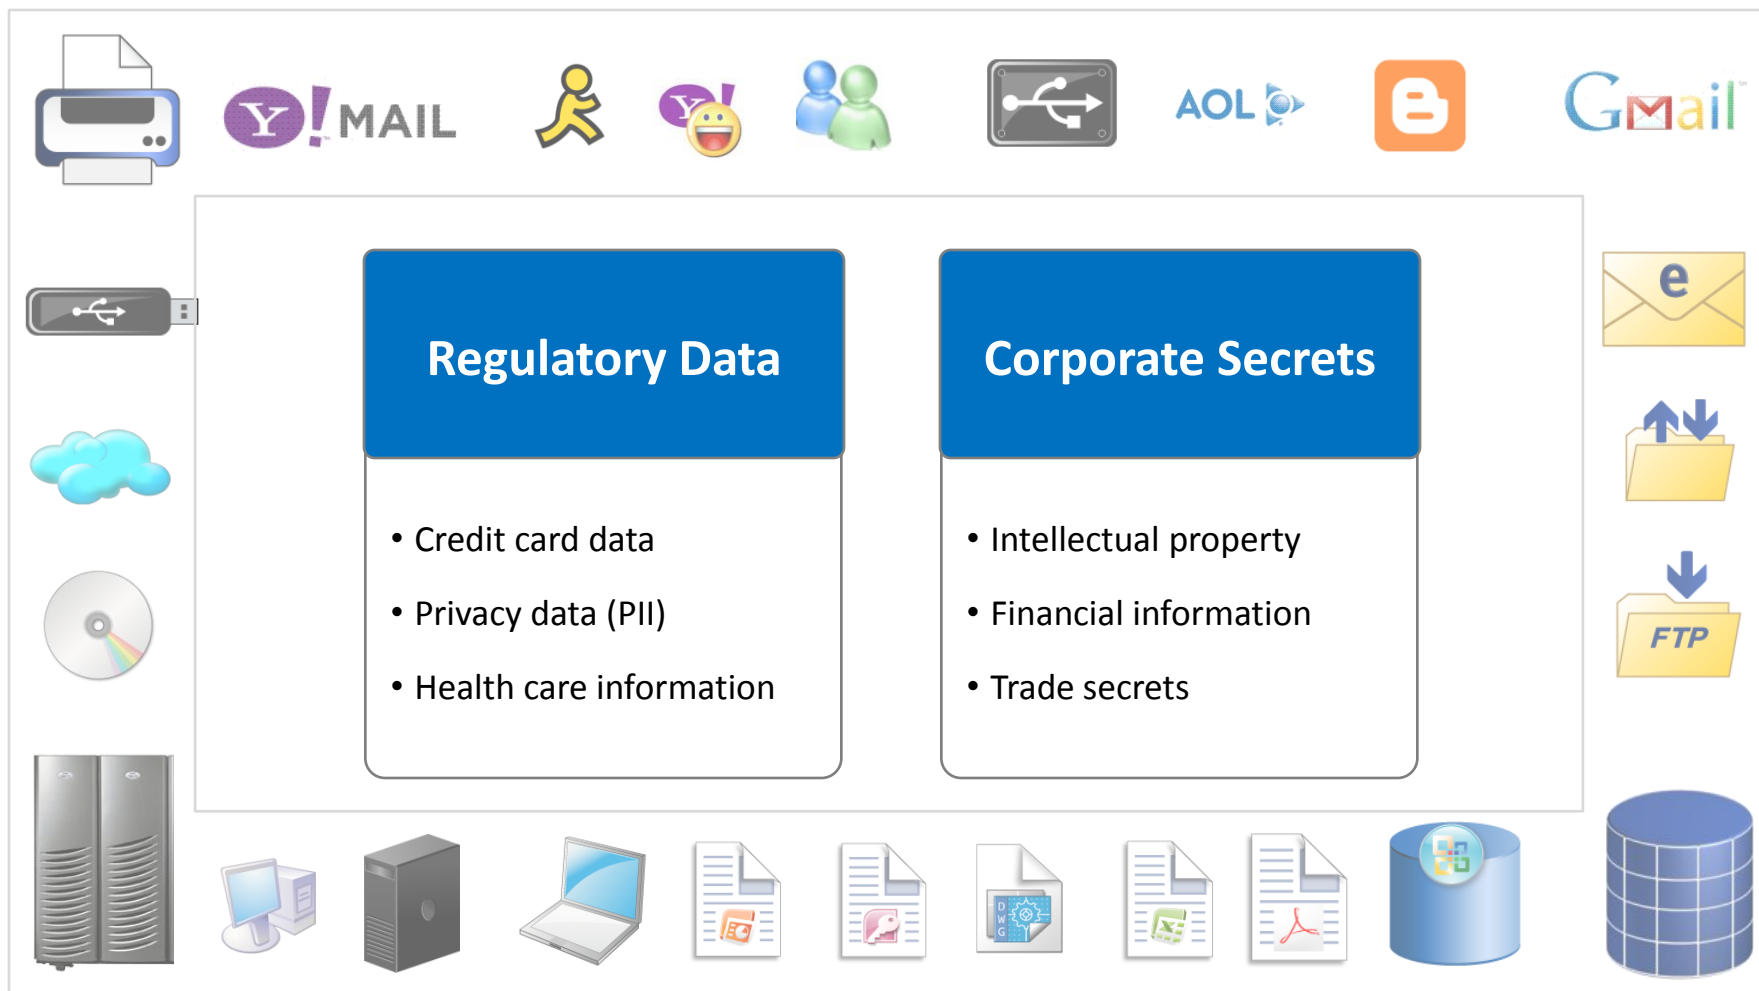 Y! MAIL
Y!
AOL
Gmail
Regulatory Data
Corporate Secrets
e
• Credit card data
• Privacy data (PII)
• Health care information
• Intellectual property
• Financial information
• Trade secrets
FTP
DWG